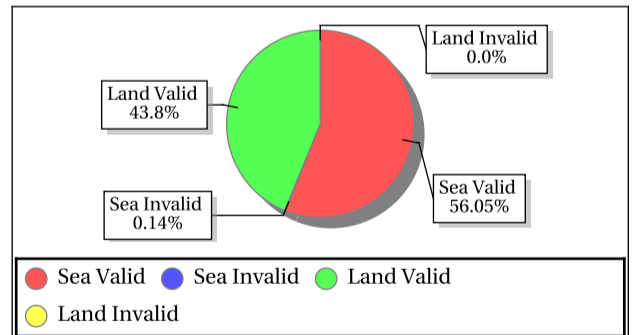 Land Invalid
0.0%
Land Valid
43.8%
Sea Valid
56.05%
Sea Invalid
0.14%
Sea Valid Sea Invalid Land Valid
Land Invalid